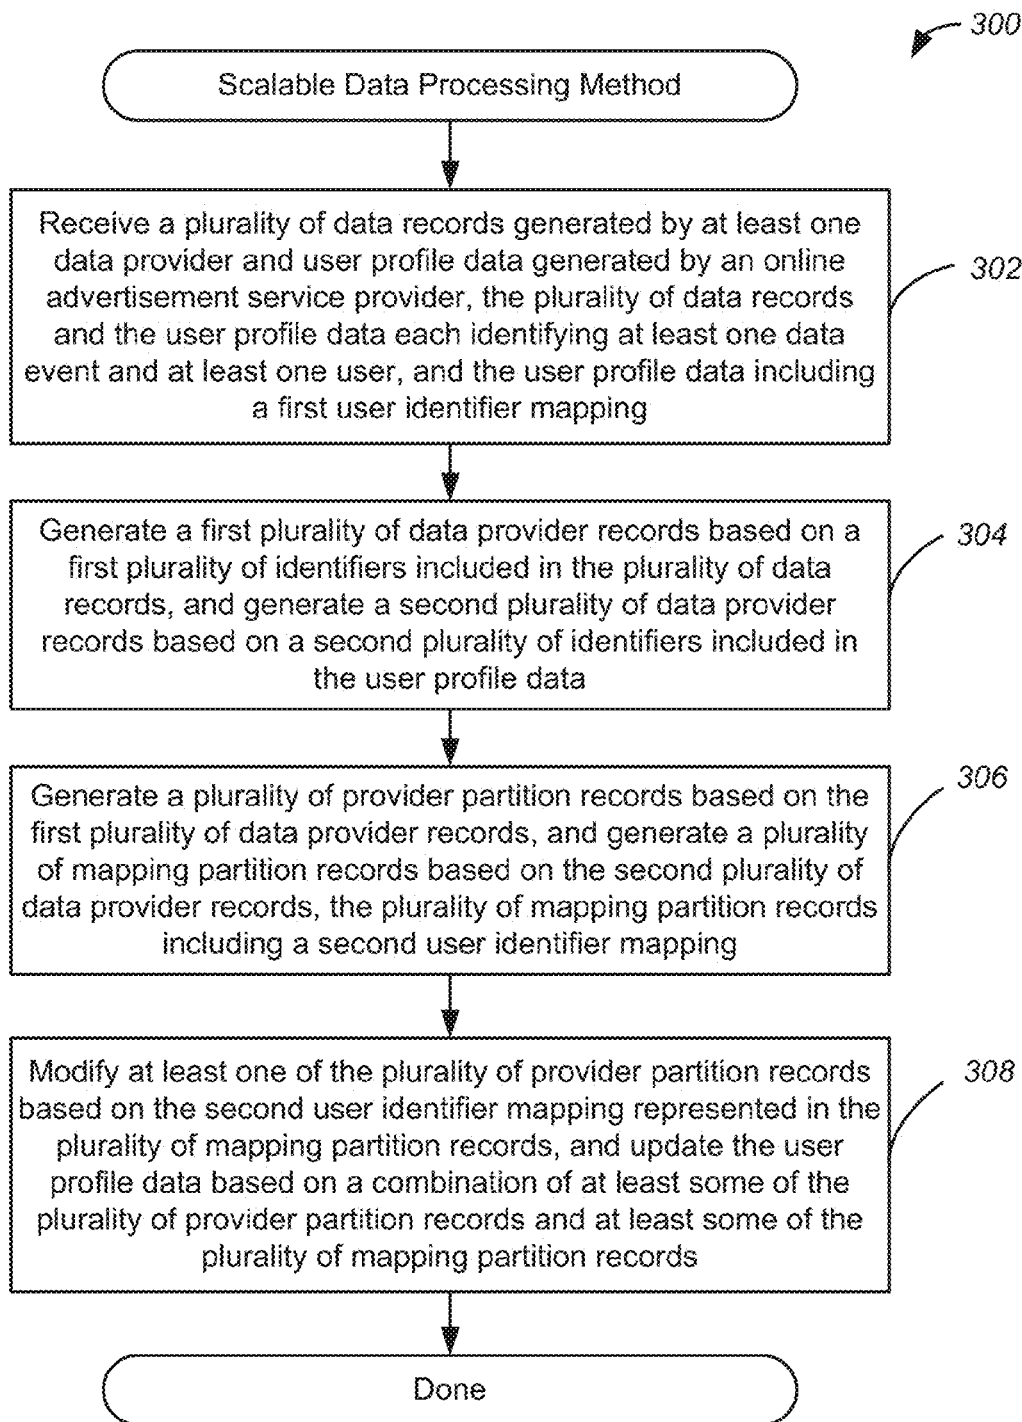 300
Scalable Data Processing Method
Receive a plurality of data records generated by at least one
data provider and user profile data generated by an online
advertisement service provider, the plurality of data records
and the user profile data each identifying at least one data
event and at least one user, and the user profile data including
a first user identifier mapping
302
Generate a first plurality of data provider records based on a
first plurality of identifiers included in the plurality of data
records, and generate a second plurality of data provider
records based on a second plurality of identifiers included in
the user profile data
304
Generate a plurality of provider partition records based on the
first plurality of data provider records, and generate a plurality
of mapping partition records based on the second plurality of
data provider records, the plurality of mapping partition records
including a second user identifier mapping
306
Modify at least one of the plurality of provider partition records
based on the second user identifier mapping represented in the
plurality of mapping partition records, and update the user
profile data based on a combination of at least some of the
plurality of provider partition records and at least some of the
plurality of mapping partition records
308
Done